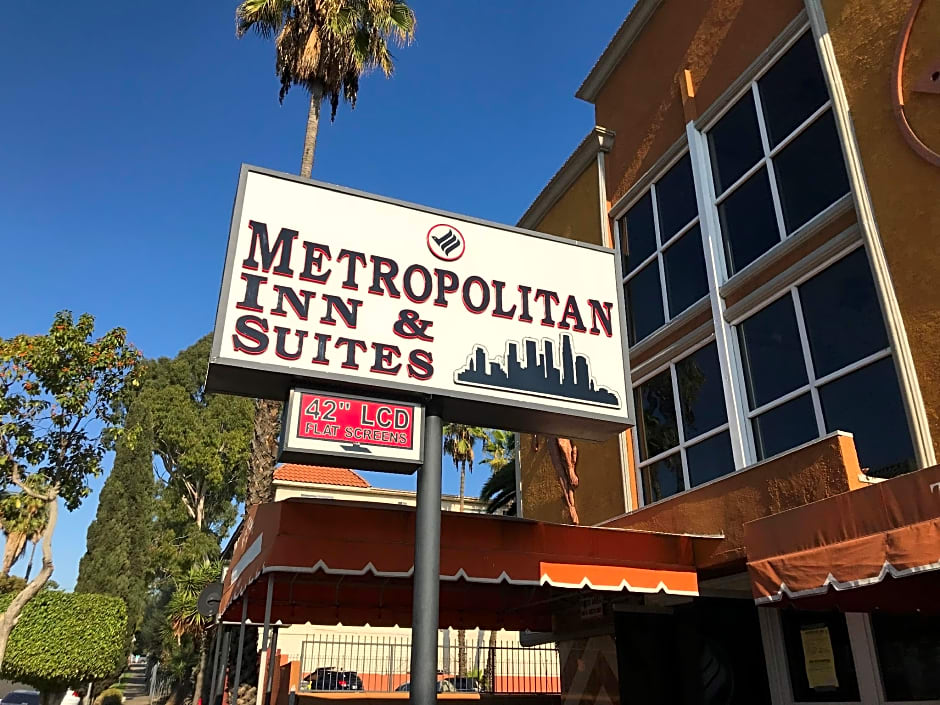 METROPOLITAN
INN &
SUITES
42" LCD
FLAT SCREENS